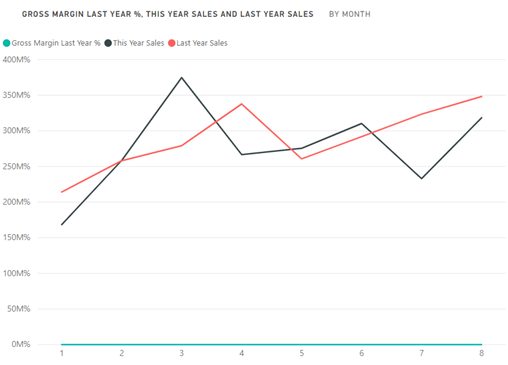 GROSS MARGIN LAST YEAR %, THIS YEAR SALES AND LAST YEAR SALES BY MONTH
Gross Margin Last Year % This Year Sales Last Year Sales
400M%
350M%
300M%
250M%
200M%
150M%
100M%
50M%
0M%
1 2 3 4 5 6 7 8